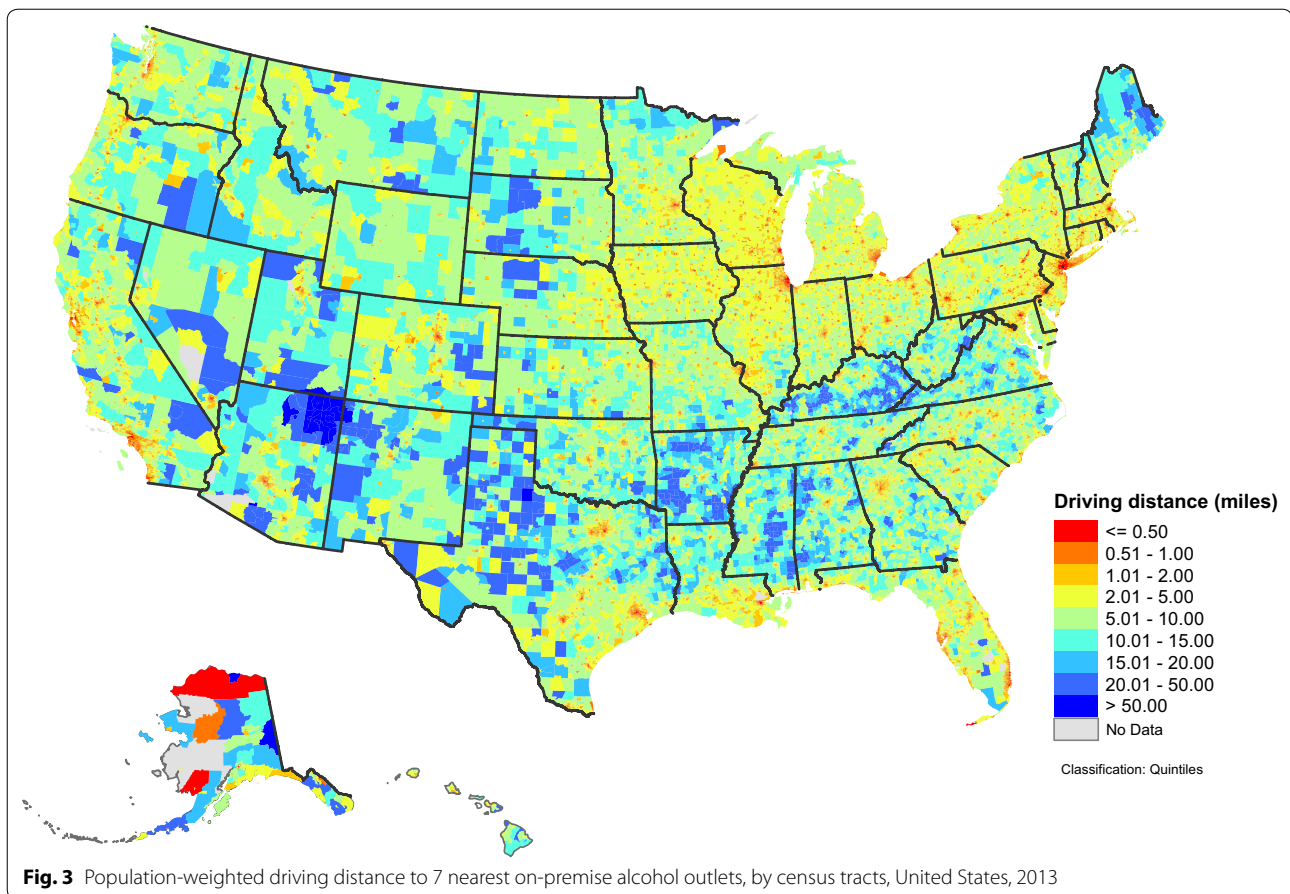 Driving distance (miles)
<= 0.50
0.51 - 1.00
1.01 - 2.00
2.01 - 5.00
5.01 - 10.00
10.01 - 15.00
15.01 - 20.00
20.01 - 50.00
> 50.00
No Data
Classification: Quintiles
Fig. 3 Population-weighted driving distance to 7 nearest on-premise alcohol outlets, by census tracts, United States, 2013